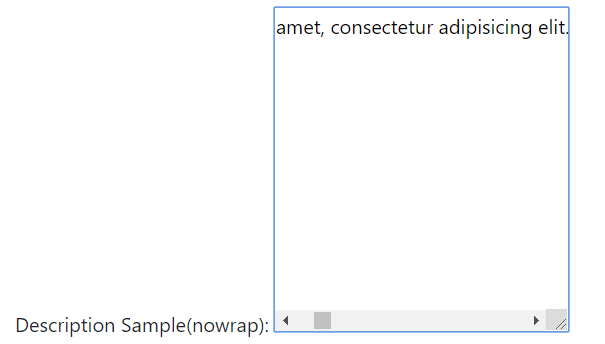 amet, consectetur adipisicing elit.
Description Sample(nowrap):